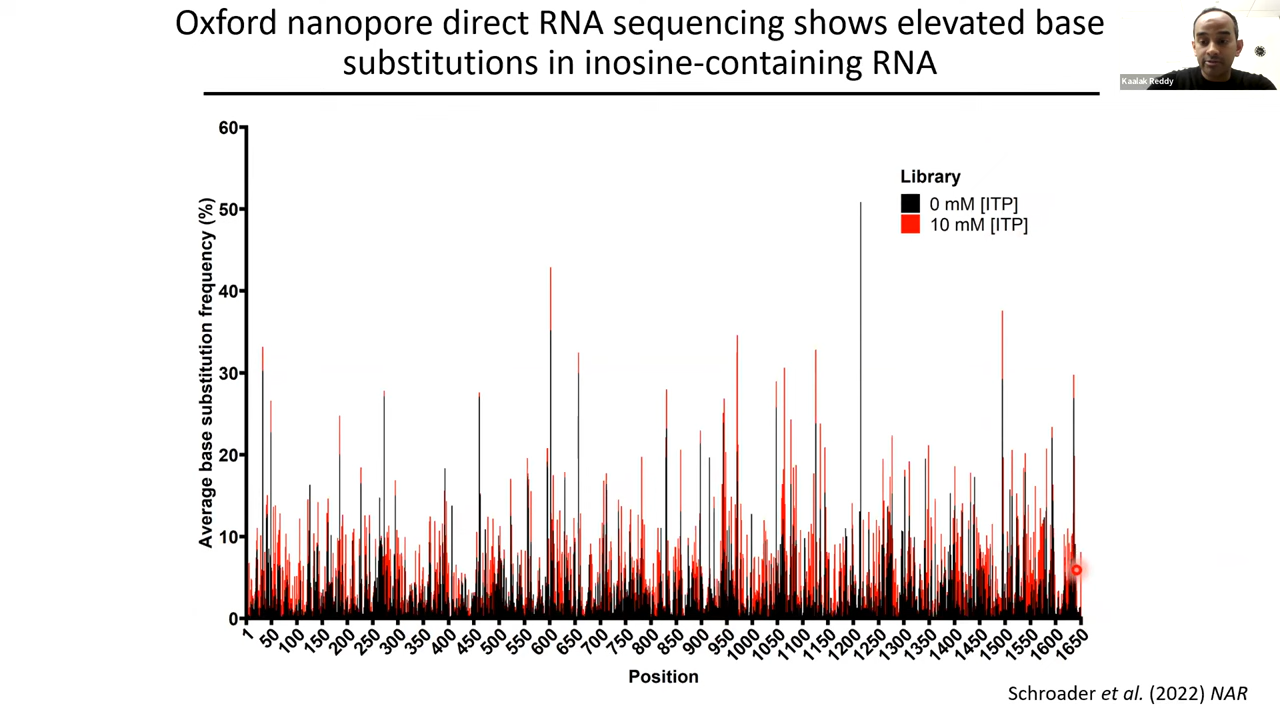 Oxford nanopore direct RNA sequencing shows elevated base
substitutions in inosine-containing RNA
Kaalak Reddy
Library
0 mM [ITP]
10 mM [ITP]
Average base substitution frequency (%)
60
50
40
30
20
10
0
1 50 100 150 200 250 300 350 400 450 500 550 600 650 700 750 800 850 900 950 1000 1050 1100 1150 1200 1250 1300 1350 1400 1450 1500 1550 1600 1650
Position
Schroader et al. (2022) NAR